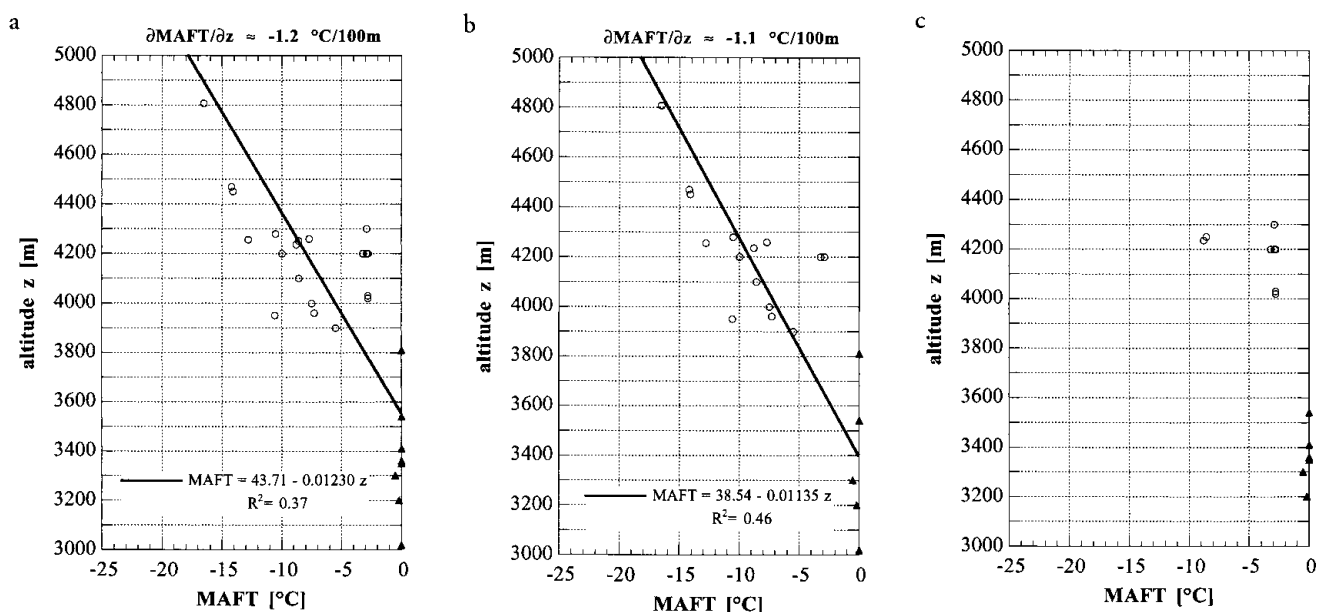 a
∂MAFT/∂z ≈ -1.2 °C/100m
5000
4800
4600
4400
4200
4000
3800
3600
3400
3200
3000
altitude z [m]
MAFT = 43.71 - 0.01230 z
R²= 0.37
-25 -20 -15 -10 -5 0
MAFT [°C]
b
∂MAFT/∂z ≈ -1.1 °C/100m
5000
4800
4600
4400
4200
4000
3800
3600
3400
3200
3000
altitude z [m]
MAFT = 38.54 - 0.01135 z
R²= 0.46
-25 -20 -15 -10 -5 0
MAFT [°C]
c
5000
4800
4600
4400
4200
4000
3800
3600
3400
3200
3000
altitude z [m]
-25 -20 -15 -10 -5 0
MAFT [°C]